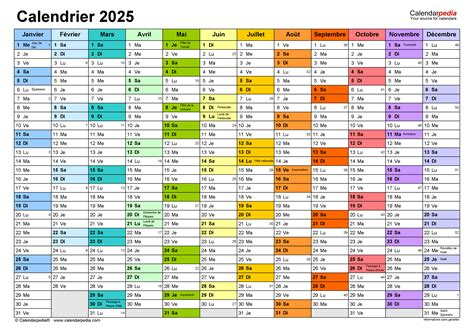 Calendrier 2025
Calendarpedia
Your source for calendars
Janvier Février Mars Avril Mai Juin Juillet Août Septembre Octobre Novembre Décembre
1 Me Jour de l'An 1 Sa 1 Sa 1 Ma 1 Je 1 Di 1 Ma 1 Ve 1 Lu 1 Me 1 Sa Toussaint 1 Lu
2 Je 2 Di 2 Di 2 Me 2 Ve 2 Lu 2 Me 2 Sa 2 Ma 2 Je 2 Di 2 Ma
3 Ve 3 Lu 3 Lu 3 Je 3 Sa 3 Ma 3 Je 3 Di 3 Me 3 Ve 3 Lu 3 Me
4 Sa 4 Ma 4 Ma 4 Ve 4 Di 4 Me 4 Ve 4 Lu 4 Je 4 Sa 4 Ma 4 Je
5 Di 5 Me 5 Me 5 Sa 5 Lu 5 Je 5 Sa 5 Ma 5 Ve 5 Di 5 Me 5 Ve
6 Lu 6 Je 6 Je 6 Di 6 Ma 6 Ve 6 Di 6 Me 6 Sa 6 Lu 6 Je 6 Sa
7 Ma 7 Ve 7 Ve 7 Lu 7 Me 7 Sa 7 Lu 7 Je 7 Di 7 Ma 7 Ve 7 Di
8 Me 8 Sa 8 Sa 8 Ma 8 Je 8 Di Pentecôte 8 Ma 8 Ve 8 Lu 8 Me 8 Sa 8 Lu
9 Je 9 Di 9 Di 9 Me 9 Ve 9 Lu Lundi de Pentecôte 9 Me 9 Sa 9 Ma 9 Je 9 Di 9 Ma
10 Ve 10 Lu 10 Lu 10 Je 10 Sa 10 Ma 10 Je 10 Di 10 Me 10 Ve 10 Lu 10 Me
11 Sa 11 Ma 11 Ma 11 Ve 11 Di 11 Me 11 Ve 11 Lu 11 Je 11 Sa 11 Ma Armistice 11 Je
12 Di 12 Me 12 Me 12 Sa 12 Lu 12 Je 12 Sa 12 Ma 12 Ve 12 Di 12 Me 12 Ve
13 Lu 13 Je 13 Je 13 Di 13 Ma 13 Ve 13 Di 13 Me 13 Sa 13 Lu 13 Je 13 Sa
14 Ma 14 Ve 14 Ve 14 Lu 14 Me 14 Sa 14 Lu Fête nationale 14 Je 14 Di 14 Ma 14 Ve 14 Di
15 Me 15 Sa 15 Sa 15 Ma 15 Je 15 Di 15 Ma 15 Ve Assomption 15 Lu 15 Me 15 Sa 15 Lu
16 Je 16 Di 16 Di 16 Me 16 Ve 16 Lu 16 Me 16 Sa 16 Ma 16 Je 16 Di 16 Ma
17 Ve 17 Lu 17 Lu 17 Je 17 Sa 17 Ma 17 Je 17 Di 17 Me 17 Ve 17 Lu 17 Me
18 Sa 18 Ma 18 Ma 18 Ve 18 Di 18 Me 18 Ve 18 Lu 18 Je 18 Sa 18 Ma 18 Je
19 Di 19 Me 19 Me 19 Sa 19 Lu 19 Je 19 Sa 19 Ma 19 Ve 19 Di 19 Me 19 Ve
20 Lu 20 Je 20 Je 20 Di Dimanche de Pâques 20 Ma 20 Ve 20 Di 20 Me 20 Sa 20 Lu 20 Je 20 Sa
21 Ma 21 Ve 21 Ve 21 Lu Lundi de Pâques 21 Me 21 Sa 21 Lu 21 Je 21 Di 21 Ma 21 Ve 21 Di
22 Me 22 Sa 22 Sa 22 Ma 22 Je 22 Di 22 Ma 22 Ve 22 Lu 22 Me 22 Sa 22 Lu
23 Je 23 Di 23 Di 23 Me 23 Ve 23 Lu 23 Me 23 Sa 23 Ma 23 Je 23 Di 23 Ma
24 Ve 24 Lu 24 Lu 24 Je 24 Sa 24 Ma 24 Je 24 Di 24 Me 24 Ve 24 Lu 24 Me
25 Sa 25 Ma 25 Ma 25 Ve 25 Di 25 Me 25 Ve 25 Lu 25 Je 25 Sa 25 Ma 25 Je Noël
26 Di 26 Me 26 Me 26 Sa 26 Lu 26 Je 26 Sa 26 Ma 26 Ve 26 Di 26 Me 26 Ve
27 Lu 27 Je 27 Je 27 Di 27 Ma 27 Ve 27 Di 27 Me 27 Sa 27 Lu 27 Je 27 Sa
28 Ma 28 Ve 28 Ve 28 Lu 28 Me 28 Sa 28 Lu 28 Je 28 Di 28 Ma 28 Ve 28 Di
29 Me 29 Sa 29 Ma 29 Je Ascension 29 Di 29 Ma 29 Ve 29 Lu 29 Me 29 Sa 29 Lu
30 Je 30 Di 30 Me 30 Ve 30 Lu 30 Me 30 Sa 30 Ma 30 Je 30 Di 30 Ma
31 Ve 31 Lu 31 Sa 31 Je 31 Di 31 Ve 31 Me
© Calendarpedia® www.calendarpedia.com
Informations sans garantie